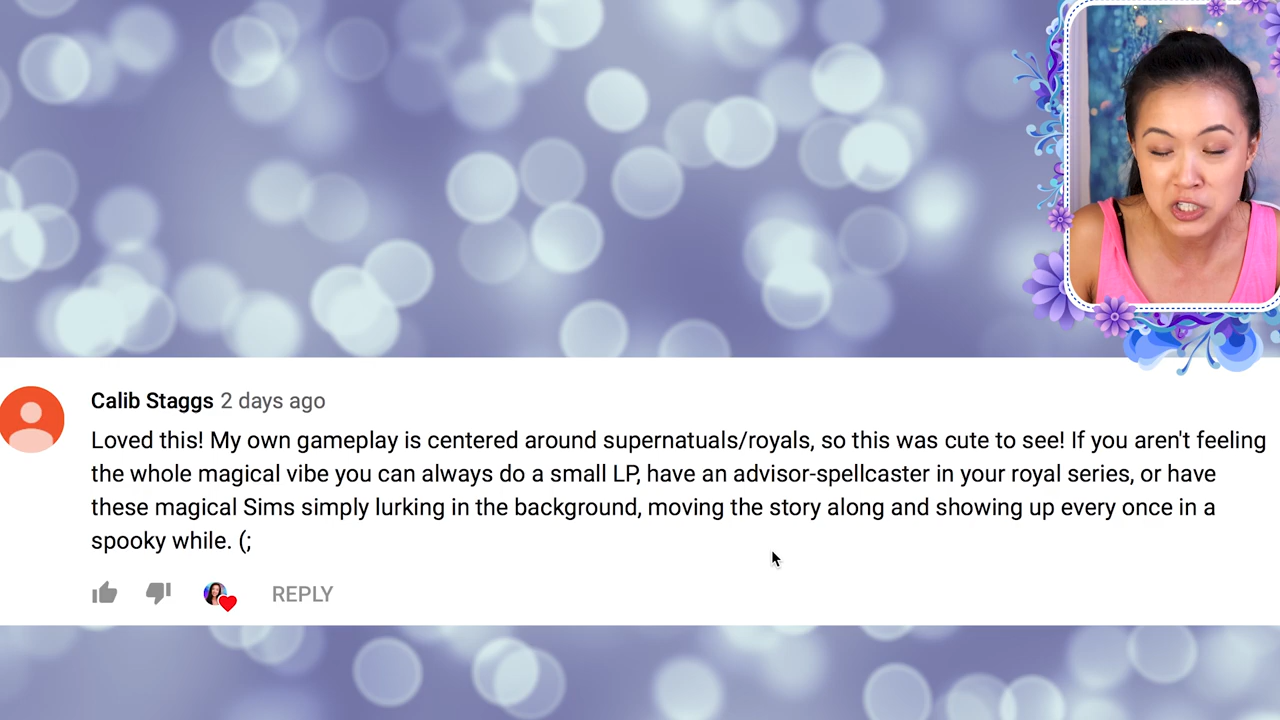 Calib Staggs 2 days ago
Loved this! My own gameplay is centered around supernatuals/royals, so this was cute to see! If you aren't feeling
the whole magical vibe you can always do a small LP, have an advisor-spellcaster in your royal series, or have
these magical Sims simply lurking in the background, moving the story along and showing up every once in a
spooky while. (;
REPLY